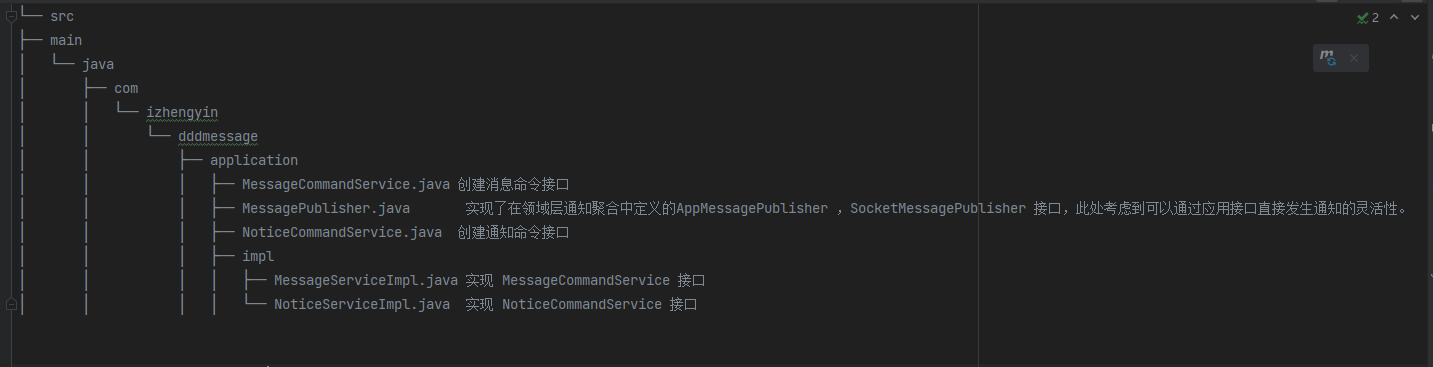 └── src
├── main
│   └── java
│       ├── com
│       │   └── izhengyin
│       │       └── dddmessage
│       │           ├── application
│       │           │   ├── MessageCommandService.java 创建消息命令接口
│       │           │   ├── MessagePublisher.java       实现了在领域层通知聚合中定义的AppMessagePublisher ，SocketMessagePublisher 接口，此处考虑到可以通过应用接口直接发生通知的灵活性。
│       │           │   ├── NoticeCommandService.java  创建通知命令接口
│       │           │   ├── impl
│       │           │   │   ├── MessageServiceImpl.java 实现 MessageCommandService 接口
│       │           │   │   └── NoticeServiceImpl.java  实现 NoticeCommandService 接口
2
m